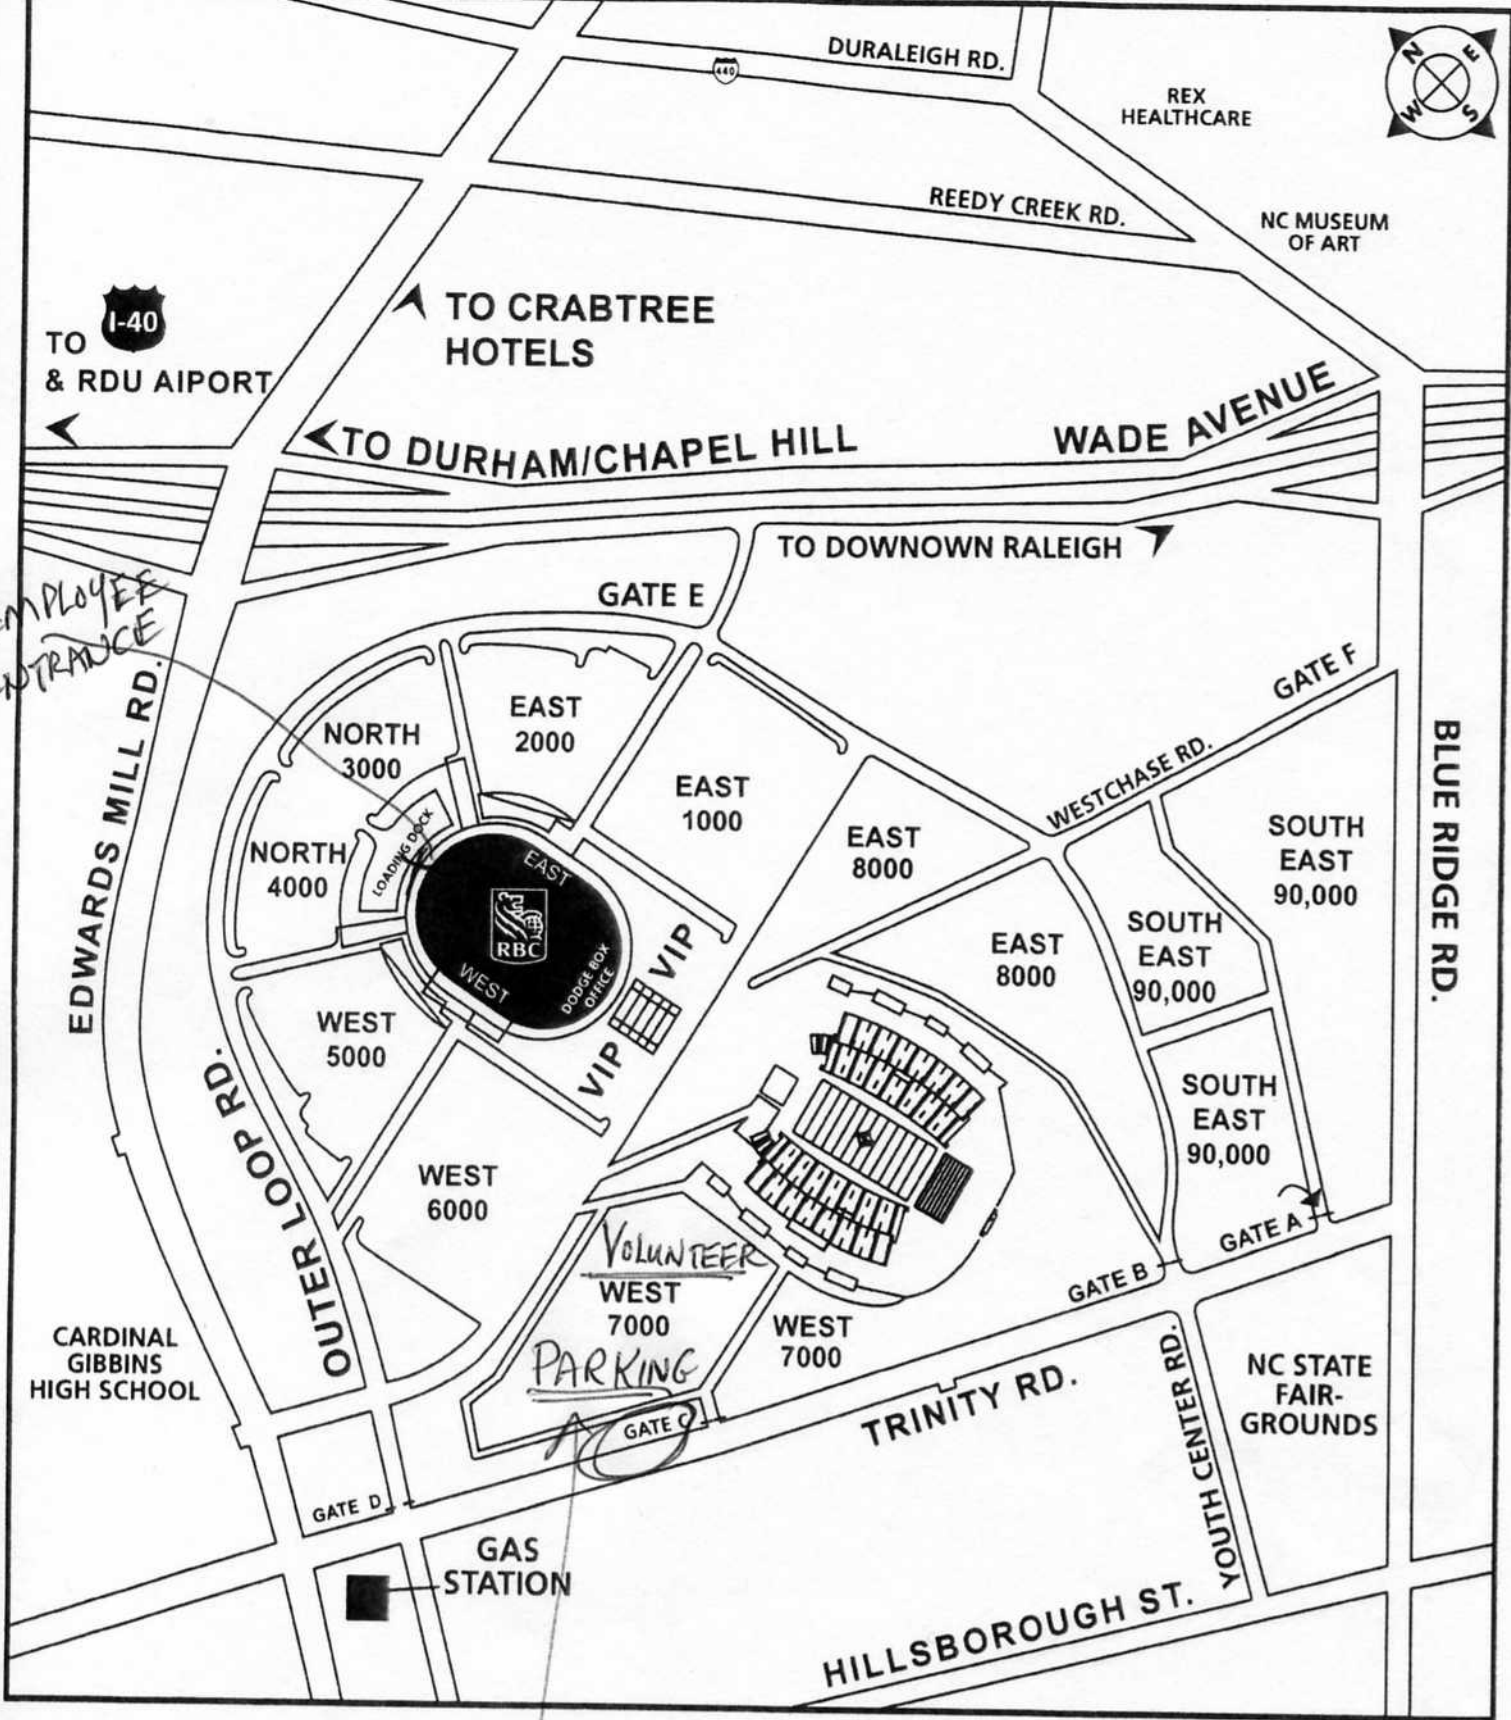 DURALEIGH RD.
440
N
E
W
S
REX
HEALTHCARE
REEDY CREEK RD.
NC MUSEUM
OF ART
I-40
TO
& RDU AIPORT
TO CRABTREE
HOTELS
TO DURHAM/CHAPEL HILL
WADE AVENUE
TO DOWNOWN RALEIGH
EMPLOYEE
ENTRANCE
GATE E
GATE F
EDWARDS MILL RD.
NORTH
3000
EAST
2000
EAST
1000
WESTCHASE RD.
BLUE RIDGE RD.
NORTH
4000
LOADING DOCK
EAST
8000
SOUTH
EAST
90,000
EAST
RBC
WEST
DODGE BOX
OFFICE
VIP
VIP
EAST
8000
SOUTH
EAST
90,000
WEST
5000
SOUTH
EAST
90,000
OUTER LOOP RD.
WEST
6000
GATE A
GATE B
VOLUNTEER
WEST
7000
PARKING
WEST
7000
CARDINAL
GIBBINS
HIGH SCHOOL
NC STATE
FAIR-
GROUNDS
YOUTH CENTER RD.
GATE C
TRINITY RD.
GATE D
GAS
STATION
HILLSBOROUGH ST.